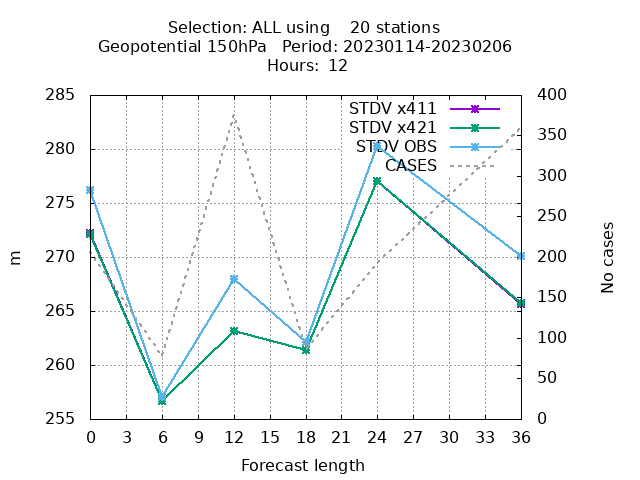 Selection: ALL using    20 stations
Geopotential 150hPa   Period: 20230114-20230206
Hours:  12
285
280
275
270
265
260
255
m
400
350
300
250
200
150
100
50
0
No cases
STDV x411
STDV x421
STDV OBS
CASES
0 3 6 9 12 15 18 21 24 27 30 33 36
Forecast length